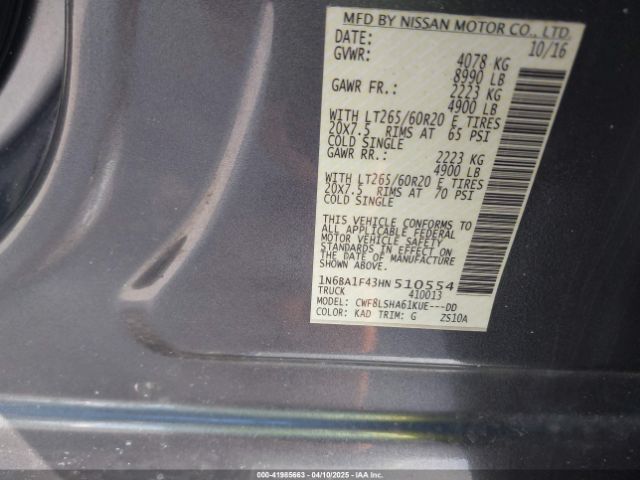 MFD BY NISSAN MOTOR CO., LTD.
DATE: 10/16
GVWR: 4078 KG
8990 LB
GAWR FR.: 2223 KG
4900 LB
WITH LT265/60R20 E TIRES
20X7.5 RIMS AT 65 PSI
COLD SINGLE
GAWR RR.: 2223 KG
4900 LB
WITH LT265/60R20 E TIRES
20X7.5 RIMS AT 70 PSI
COLD SINGLE
THIS VEHICLE CONFORMS TO
ALL APPLICABLE FEDERAL
MOTOR VEHICLE SAFETY
STANDARDS IN EFFECT ON
THE DATE OF MANUFACTURE
SHOWN ABOVE.
1N6BA1F43HN 510554
TRUCK 410013
MODEL: CWF8LSHA61KUE---DD
COLOR: KAD TRIM: G ZS10A
000-41985663 - 04/10/2025 - IAAI.com